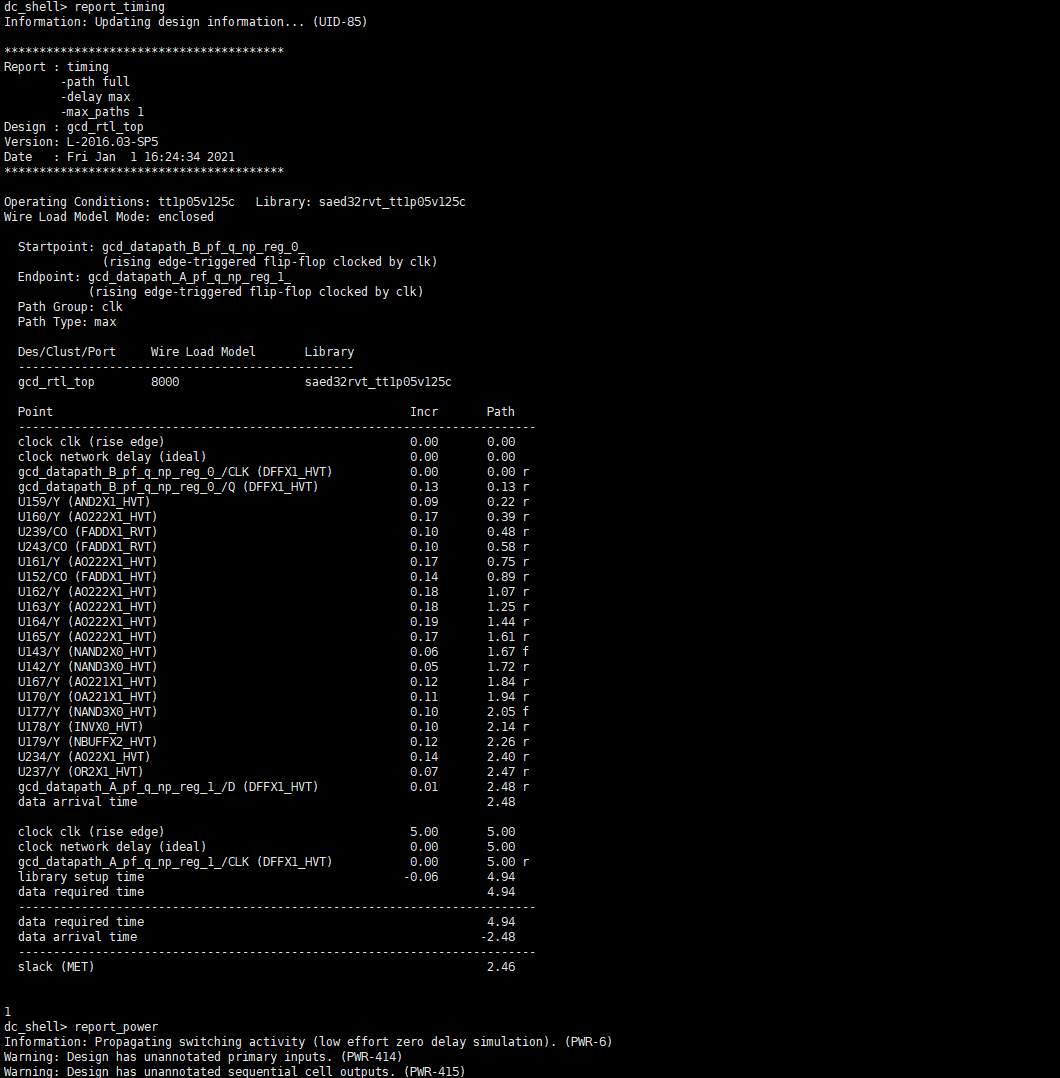 dc_shell> report_timing
Information: Updating design information... (UID-85)
****************************************
Report : timing
        -path full
        -delay max
        -max_paths 1
Design : gcd_rtl_top
Version: L-2016.03-SP5
Date   : Fri Jan  1 16:24:34 2021
****************************************
Operating Conditions: tt1p05v125c   Library: saed32rvt_tt1p05v125c
Wire Load Model Mode: enclosed
  Startpoint: gcd_datapath_B_pf_q_np_reg_0_
              (rising edge-triggered flip-flop clocked by clk)
  Endpoint: gcd_datapath_A_pf_q_np_reg_1_
            (rising edge-triggered flip-flop clocked by clk)
  Path Group: clk
  Path Type: max
  Des/Clust/Port     Wire Load Model       Library
  ------------------------------------------------
  gcd_rtl_top        8000                  saed32rvt_tt1p05v125c
  Point                                                   Incr       Path
  --------------------------------------------------------------------------
  clock clk (rise edge)                                   0.00       0.00
  clock network delay (ideal)                             0.00       0.00
  gcd_datapath_B_pf_q_np_reg_0_/CLK (DFFX1_HVT)           0.00       0.00 r
  gcd_datapath_B_pf_q_np_reg_0_/Q (DFFX1_HVT)             0.13       0.13 r
  U159/Y (AND2X1_HVT)                                     0.09       0.22 r
  U160/Y (AO222X1_HVT)                                    0.17       0.39 r
  U239/CO (FADDX1_RVT)                                    0.10       0.48 r
  U243/CO (FADDX1_RVT)                                    0.10       0.58 r
  U161/Y (AO222X1_HVT)                                    0.17       0.75 r
  U152/CO (FADDX1_HVT)                                    0.14       0.89 r
  U162/Y (AO222X1_HVT)                                    0.18       1.07 r
  U163/Y (AO222X1_HVT)                                    0.18       1.25 r
  U164/Y (AO222X1_HVT)                                    0.19       1.44 r
  U165/Y (AO222X1_HVT)                                    0.17       1.61 r
  U143/Y (NAND2X0_HVT)                                    0.06       1.67 f
  U142/Y (NAND3X0_HVT)                                    0.05       1.72 r
  U167/Y (AO221X1_HVT)                                    0.12       1.84 r
  U170/Y (OA221X1_HVT)                                    0.11       1.94 r
  U177/Y (NAND3X0_HVT)                                    0.10       2.05 f
  U178/Y (INVX0_HVT)                                      0.10       2.14 r
  U179/Y (NBUFFX2_HVT)                                    0.12       2.26 r
  U234/Y (AO22X1_HVT)                                     0.14       2.40 r
  U237/Y (OR2X1_HVT)                                      0.07       2.47 r
  gcd_datapath_A_pf_q_np_reg_1_/D (DFFX1_HVT)             0.01       2.48 r
  data arrival time                                                  2.48
  clock clk (rise edge)                                   5.00       5.00
  clock network delay (ideal)                             0.00       5.00
  gcd_datapath_A_pf_q_np_reg_1_/CLK (DFFX1_HVT)           0.00       5.00 r
  library setup time                                     -0.06       4.94
  data required time                                                 4.94
  --------------------------------------------------------------------------
  data required time                                                 4.94
  data arrival time                                                 -2.48
  --------------------------------------------------------------------------
  slack (MET)                                                        2.46
1
dc_shell> report_power
Information: Propagating switching activity (low effort zero delay simulation). (PWR-6)
Warning: Design has unannotated primary inputs. (PWR-414)
Warning: Design has unannotated sequential cell outputs. (PWR-415)